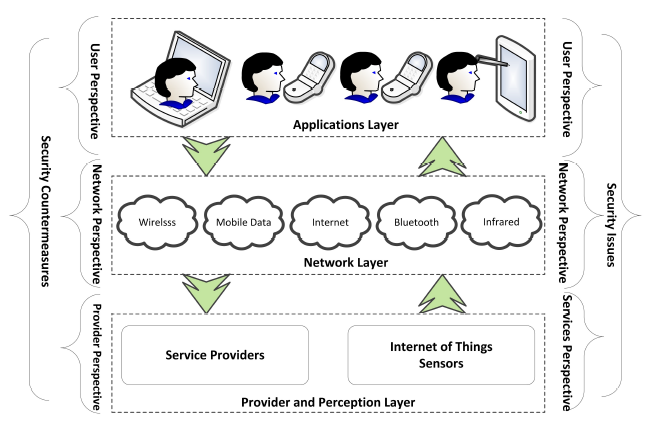 Security Countermeasures
User Perspective
Applications Layer
User Perspective
Network Perspective
Wirelsss
Mobile Data
Internet
Bluetooth
Infrared
Network Layer
Network Perspective
Security Issues
Provider Perspective
Service Providers
Internet of Things
Sensors
Provider and Perception Layer
Services Perspective